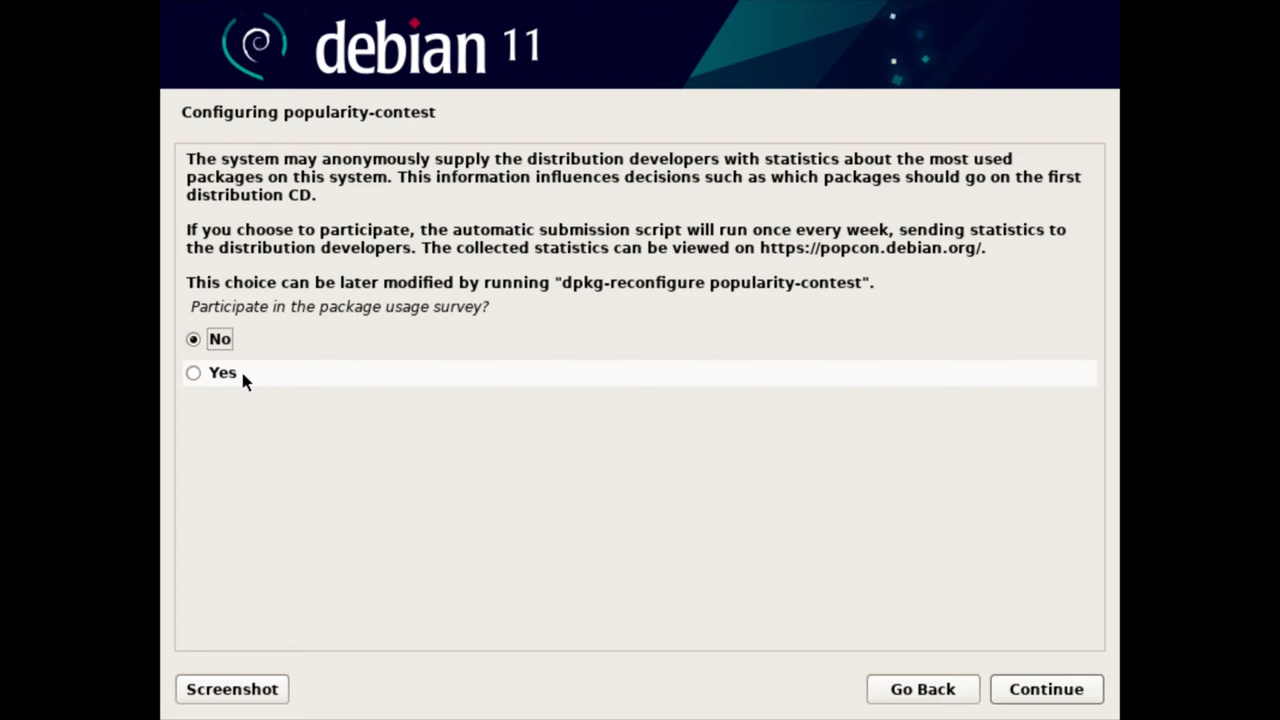 debian 11
Configuring popularity-contest
The system may anonymously supply the distribution developers with statistics about the most used
packages on this system. This information influences decisions such as which packages should go on the first
distribution CD.
If you choose to participate, the automatic submission script will run once every week, sending statistics to
the distribution developers. The collected statistics can be viewed on https://popcon.debian.org/.
This choice can be later modified by running "dpkg-reconfigure popularity-contest".
Participate in the package usage survey?
No
Yes
Screenshot
Go Back
Continue